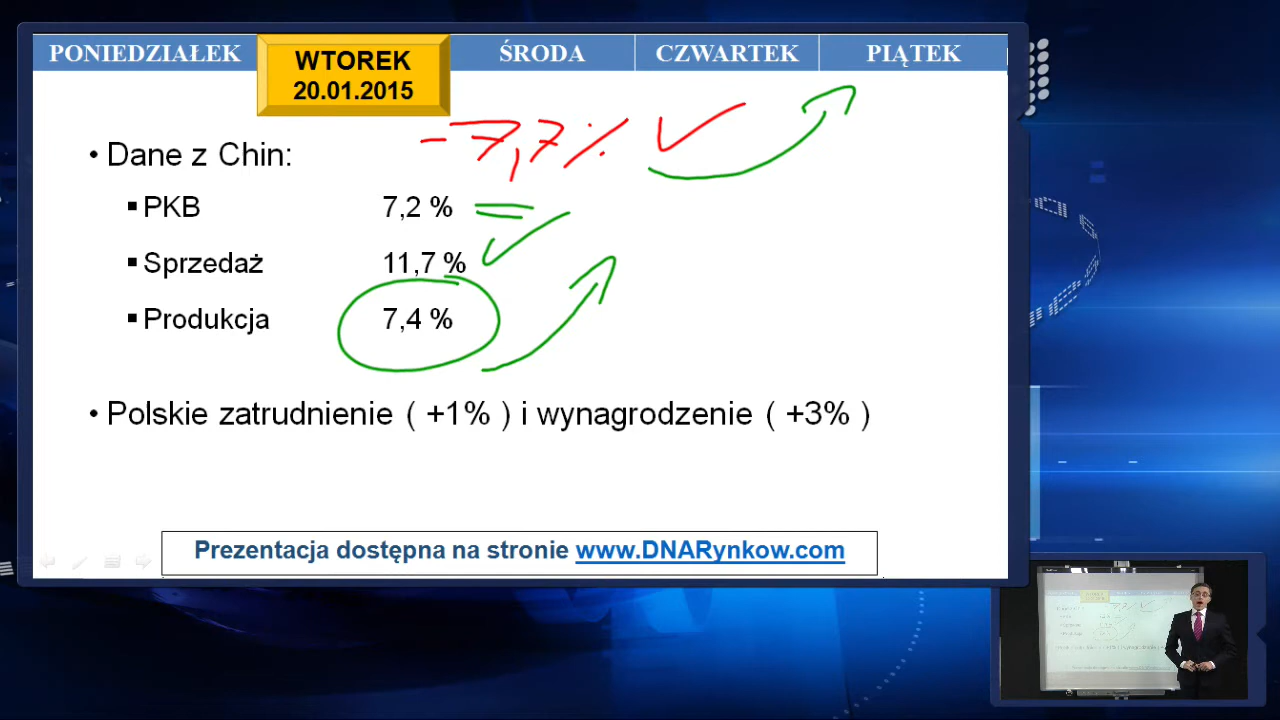 PONIEDZIAŁEK
WTOREK
20.01.2015
ŚRODA
CZWARTEK
PIĄTEK
-7,7%
• Dane z Chin:
▪ PKB 7,2 %
▪ Sprzedaż 11,7 %
▪ Produkcja 7,4 %
• Polskie zatrudnienie ( +1% ) i wynagrodzenie ( +3% )
Prezentacja dostępna na stronie www.DNARynkow.com